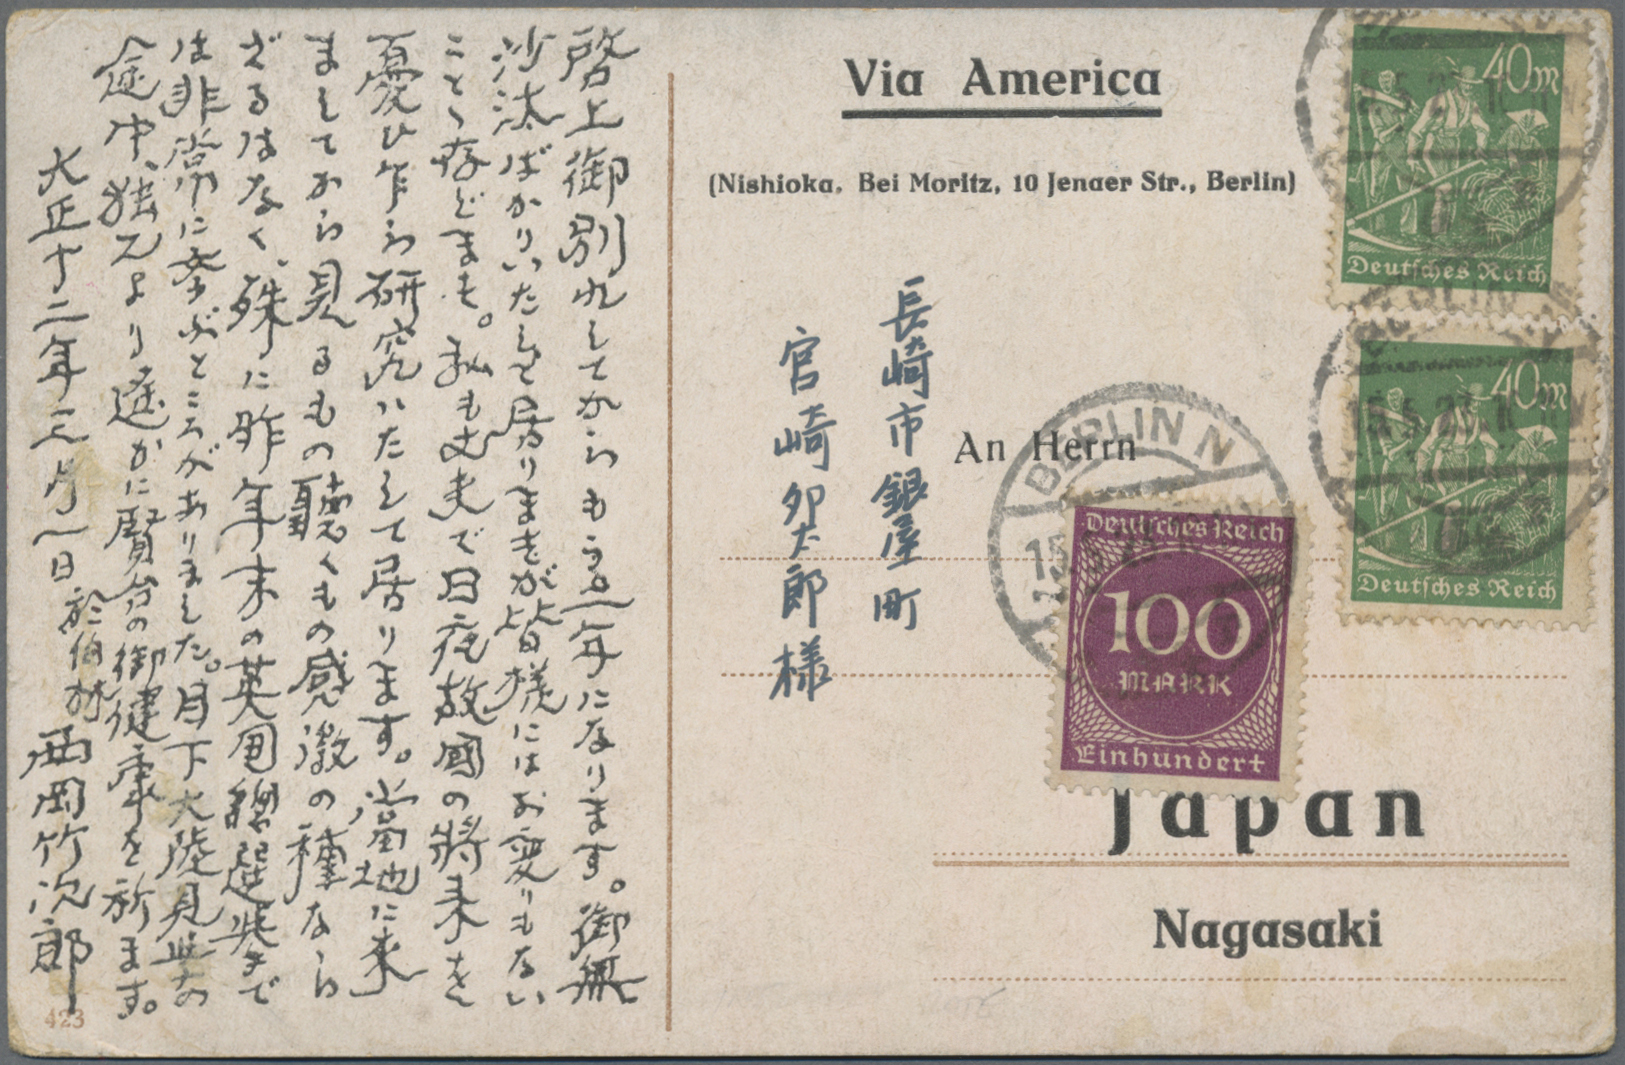 啓上御別れしてからもう一年になります。御無
沙汰ばかりいたして居りますが皆様にはお変りもない
ことゝ存じます。私も丈夫で日夜故國の将来を
憂ひ乍ら研究いたして居ります。當地に来
ましてから見るもの聴くもの感激の種なら
ざるはなく、殊に昨年末の英国總選挙まで
は非常に学ぶところがありました。目下大陸見学の
途中、独乙より遙かに賢台の御健康を祈ます。
大正十二年三月一日 於伯林 西岡竹次郎
423
Via America
(Nishioka. Bei Moritz, 10 Jenaer Str., Berlin)
長崎市銀屋町
宮崎卯太郎様
An Herrn
Japan
Nagasaki
40m
Deutsches Reich
40m
Deutsches Reich
Deutsches Reich
100
MARK
Einhundert
BERLIN N